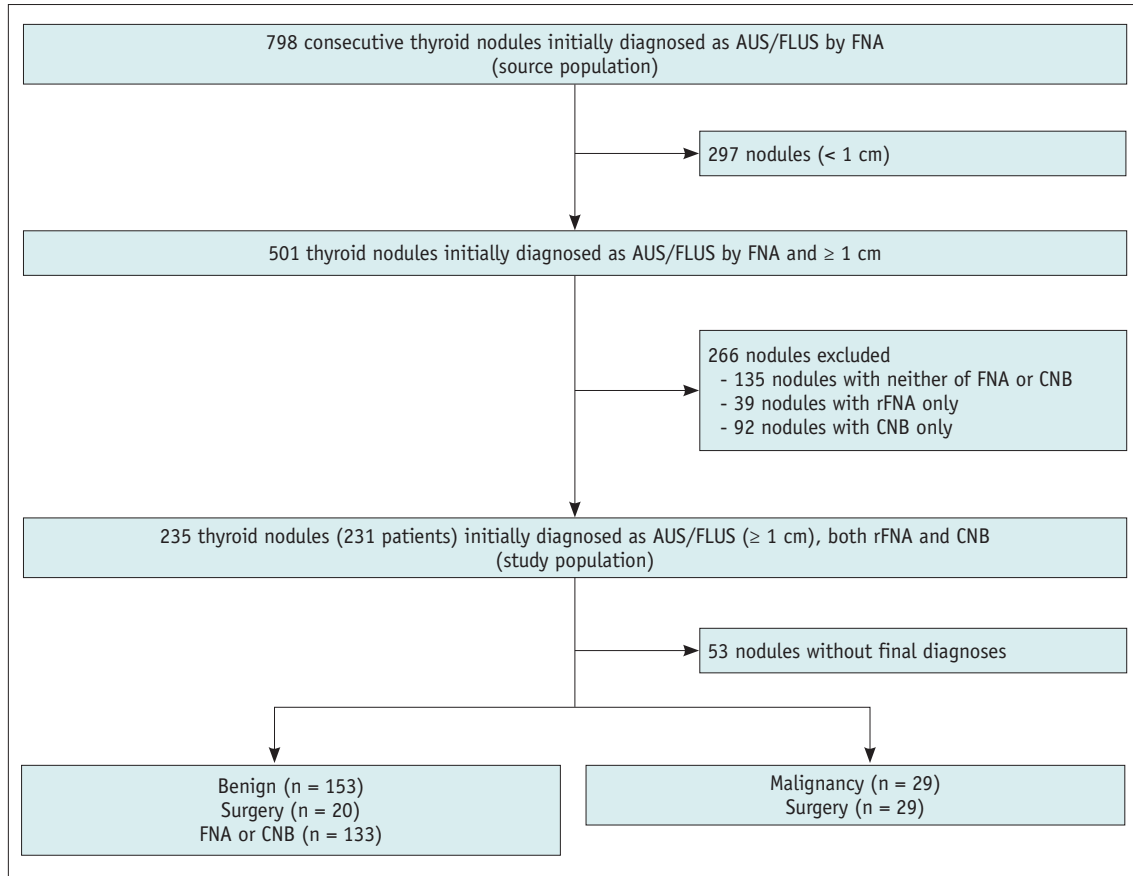 798 consecutive thyroid nodules initially diagnosed as AUS/FLUS by FNA
(source population)
297 nodules (< 1 cm)
501 thyroid nodules initially diagnosed as AUS/FLUS by FNA and ≥ 1 cm
266 nodules excluded
- 135 nodules with neither of FNA or CNB
- 39 nodules with rFNA only
- 92 nodules with CNB only
235 thyroid nodules (231 patients) initially diagnosed as AUS/FLUS (≥ 1 cm), both rFNA and CNB
(study population)
53 nodules without final diagnoses
Benign (n = 153)
Surgery (n = 20)
FNA or CNB (n = 133)
Malignancy (n = 29)
Surgery (n = 29)